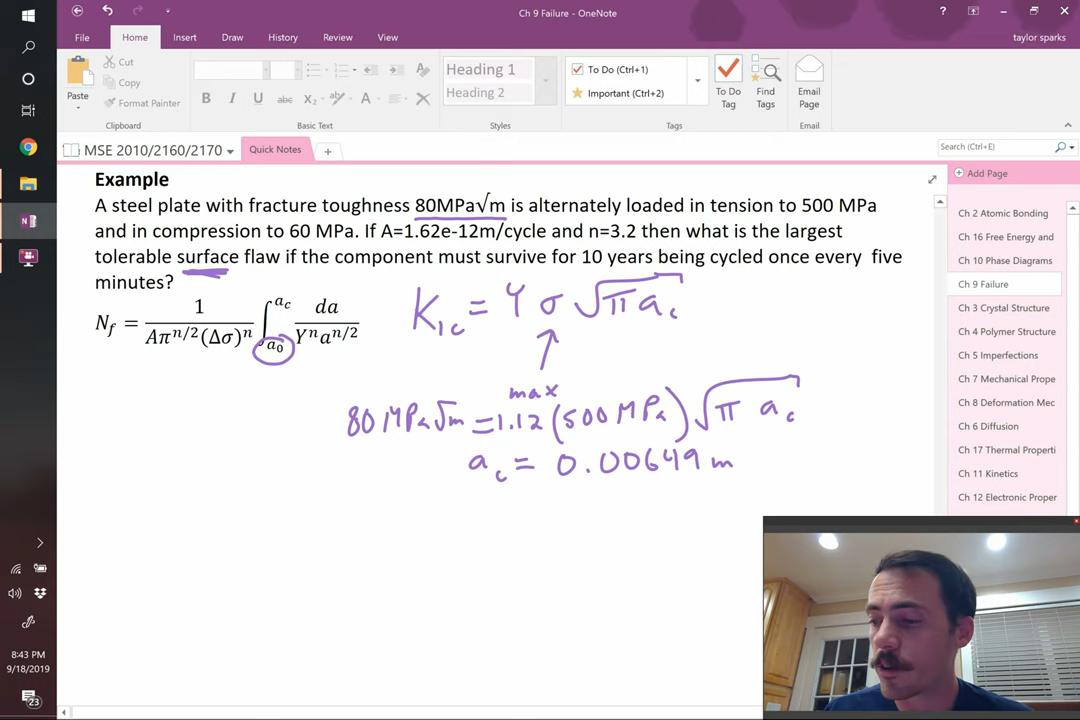 Ch 9 Failure - OneNote
?
taylor sparks
File Home Insert Draw History Review View
Cut
Copy
Format Painter
Paste
Clipboard
B I U abc X₂ A
Basic Text
Heading 1
Heading 2
Styles
To Do (Ctrl+1)
Important (Ctrl+2)
Tags
To Do Tag
Find Tags
Email Page
Email
MSE 2010/2160/2170
Quick Notes
+
Search (Ctrl+E)
Example
A steel plate with fracture toughness 80MPa√m is alternately loaded in tension to 500 MPa
and in compression to 60 MPa. If A=1.62e-12m/cycle and n=3.2 then what is the largest
tolerable surface flaw if the component must survive for 10 years being cycled once every five
minutes?
N_f = 1/(Aπ^{n/2}(Δσ)^n) ∫_{a_0}^{a_c} da/(Y^n a^{n/2})
K_{1c} = Y σ √(π a_c)
max
80 MPa√m = 1.12 (500 MPa) √(π a_c)
a_c = 0.00649 m
Add Page
Ch 2 Atomic Bonding
Ch 16 Free Energy and
Ch 10 Phase Diagrams
Ch 9 Failure
Ch 3 Crystal Structure
Ch 4 Polymer Structure
Ch 5 Imperfections
Ch 7 Mechanical Prope
Ch 8 Deformation Mec
Ch 6 Diffusion
Ch 17 Thermal Properti
Ch 11 Kinetics
Ch 12 Electronic Proper
8:43 PM
9/18/2019
23